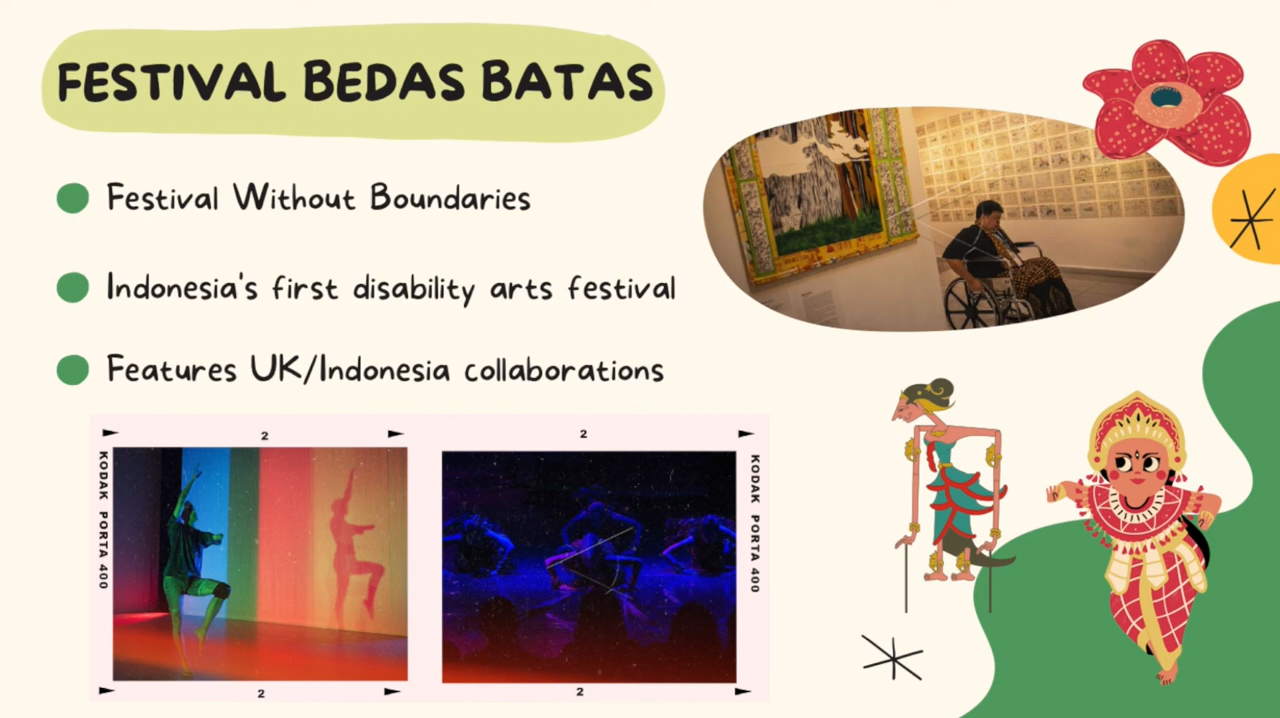 FESTIVAL BEDAS BATAS
Festival Without Boundaries
Indonesia's first disability arts festival
Features UK/Indonesia collaborations
2
2
KODAK PORTA 400
KODAK PORTA 400
2
2